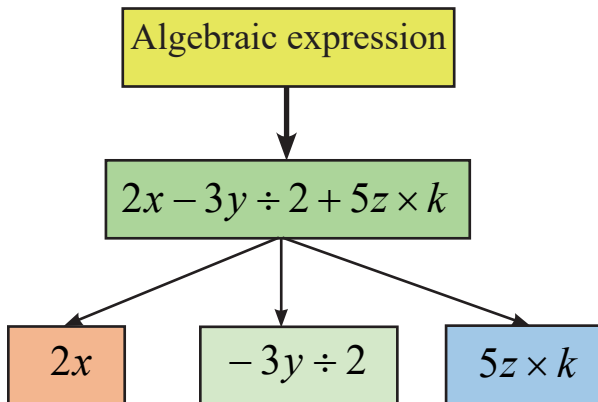 Algebraic expression
2x − 3y ÷ 2 + 5z × k
2x
− 3y ÷ 2
5z × k